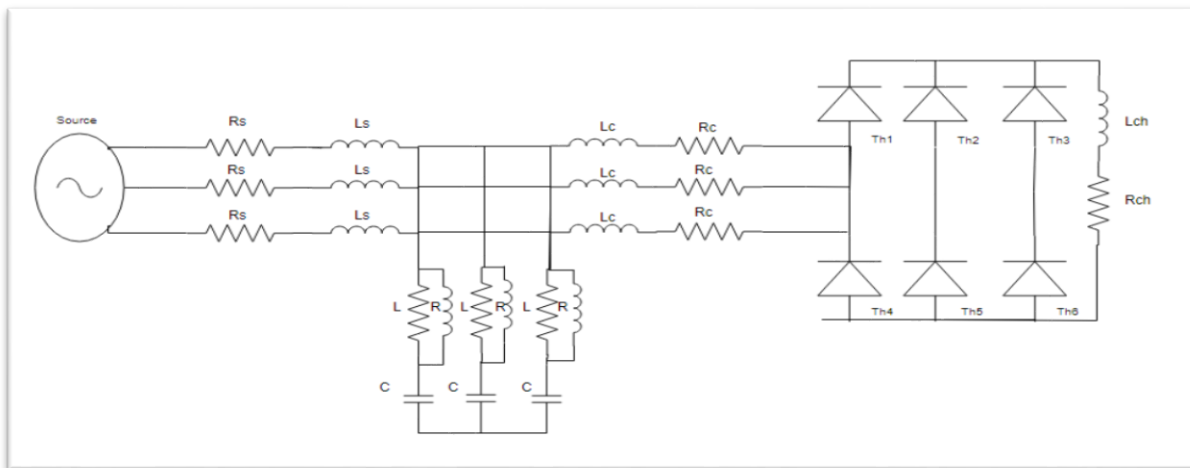 Source
Rs
Ls
Lc
Rc
Rs
Ls
Lc
Rc
Rs
Ls
Lc
Rc
Th1
Th2
Th3
Lch
Rch
L
R
L
R
L
R
Th4
Th5
Th6
C
C
C